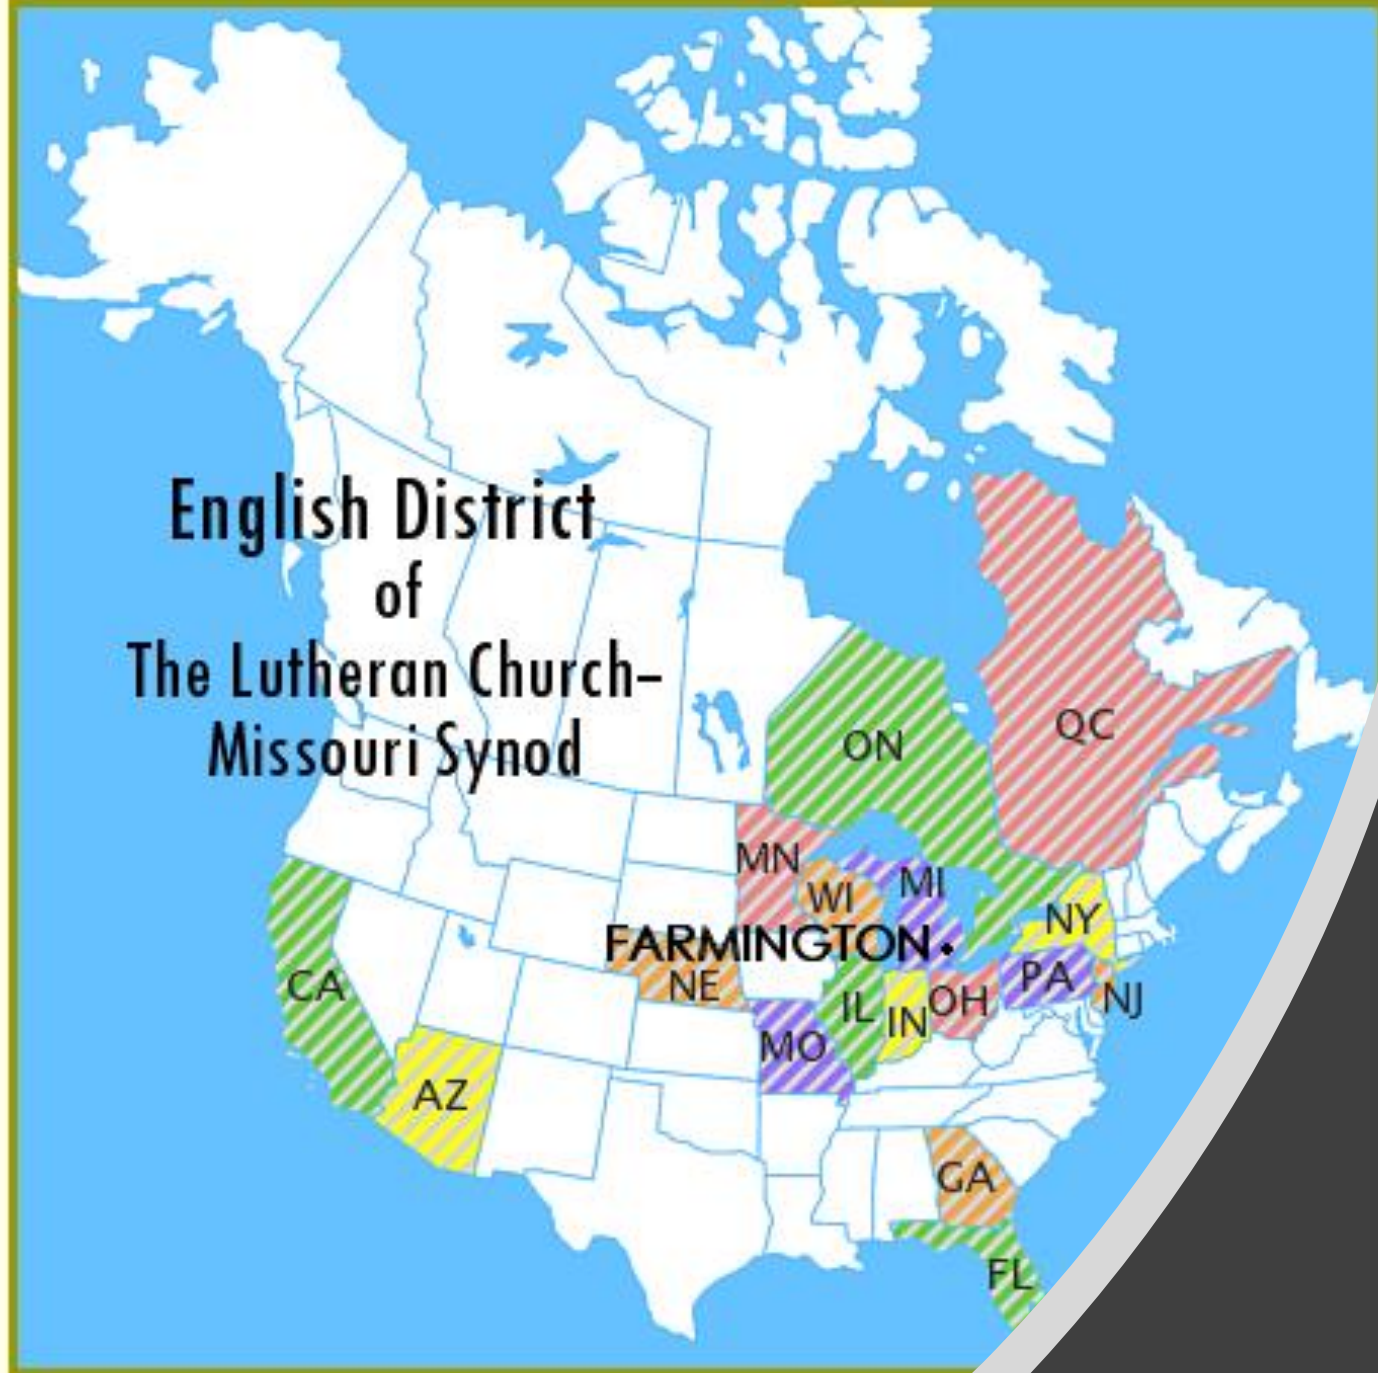 English District
of
The Lutheran Church–
Missouri Synod
ON
QC
MN
WI
MI
NY
FARMINGTON
NE
CA
IL
IN
OH
PA
NJ
MO
AZ
GA
FL